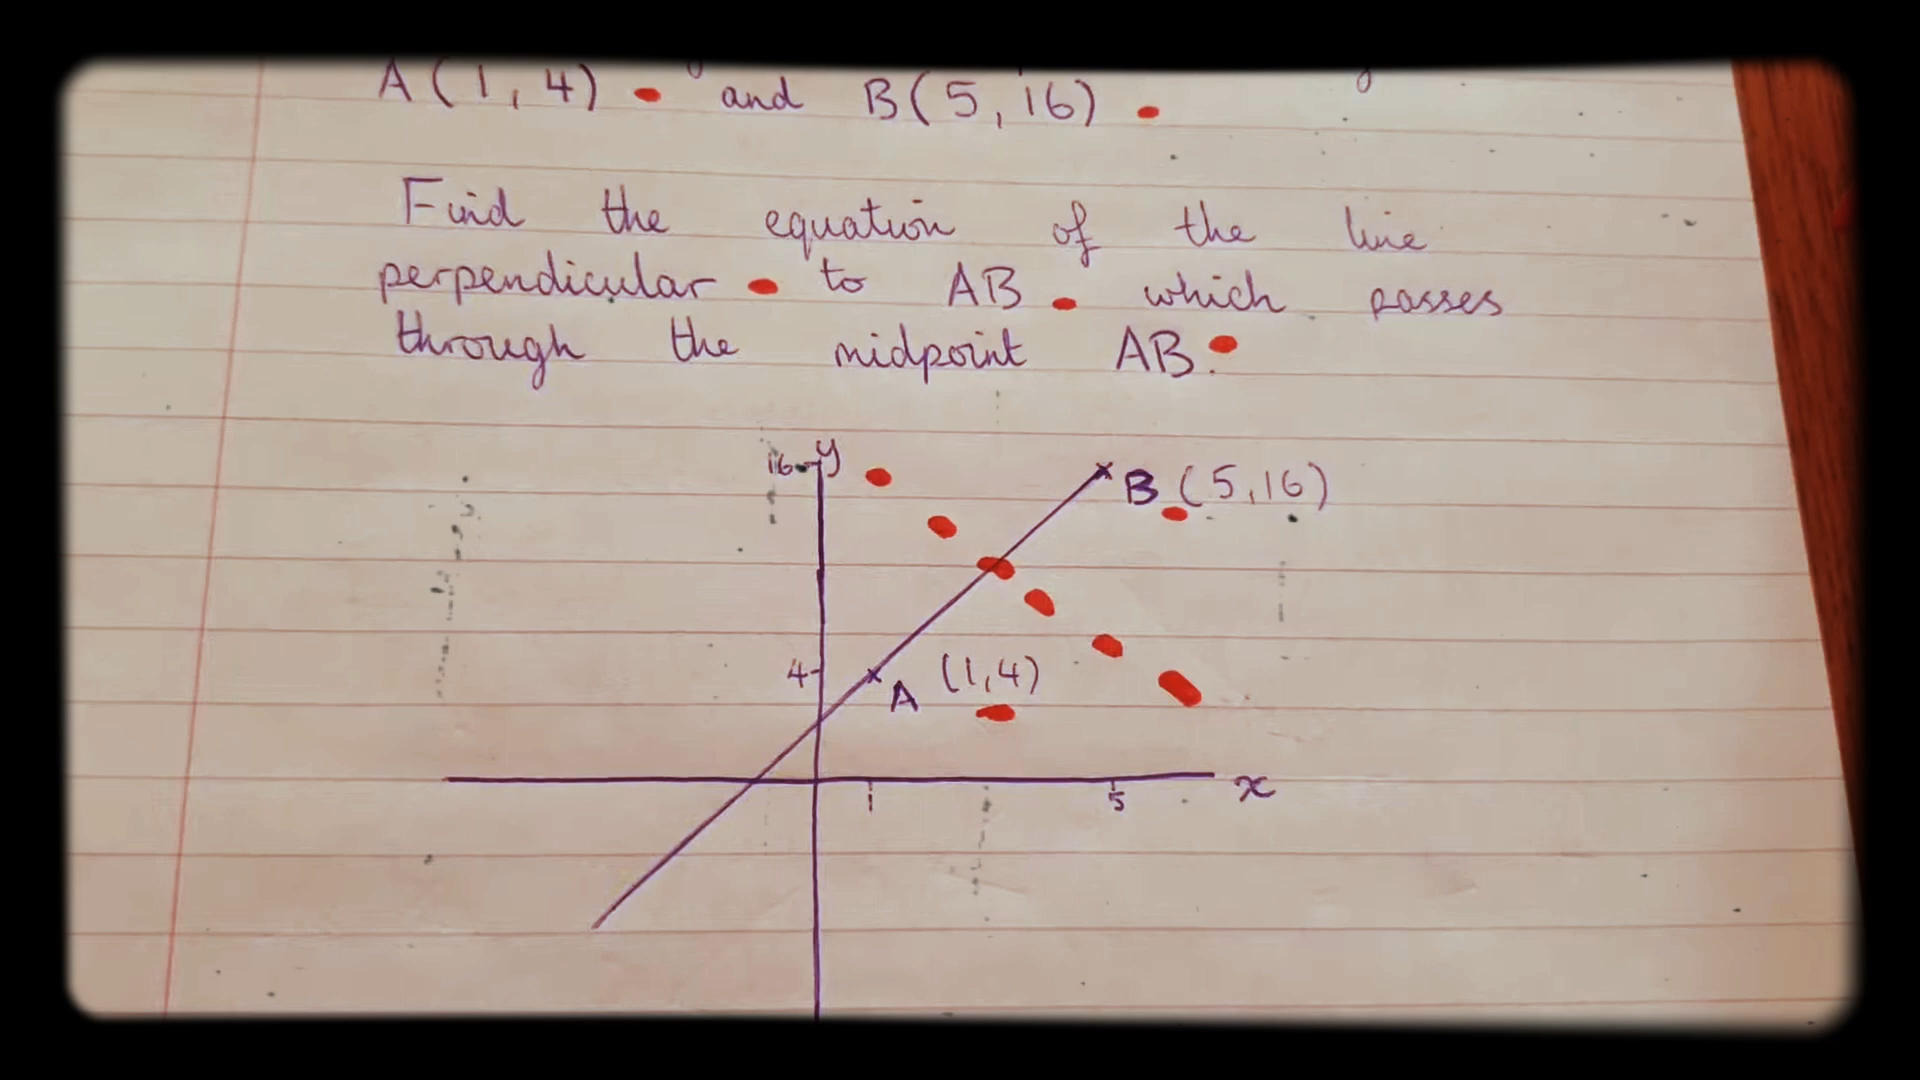 A(1,4) and B(5,16)
Find the equation of the line
perpendicular to AB which passes
through the midpoint AB.
16 y
B (5,16)
4
A (1,4)
1 5 x